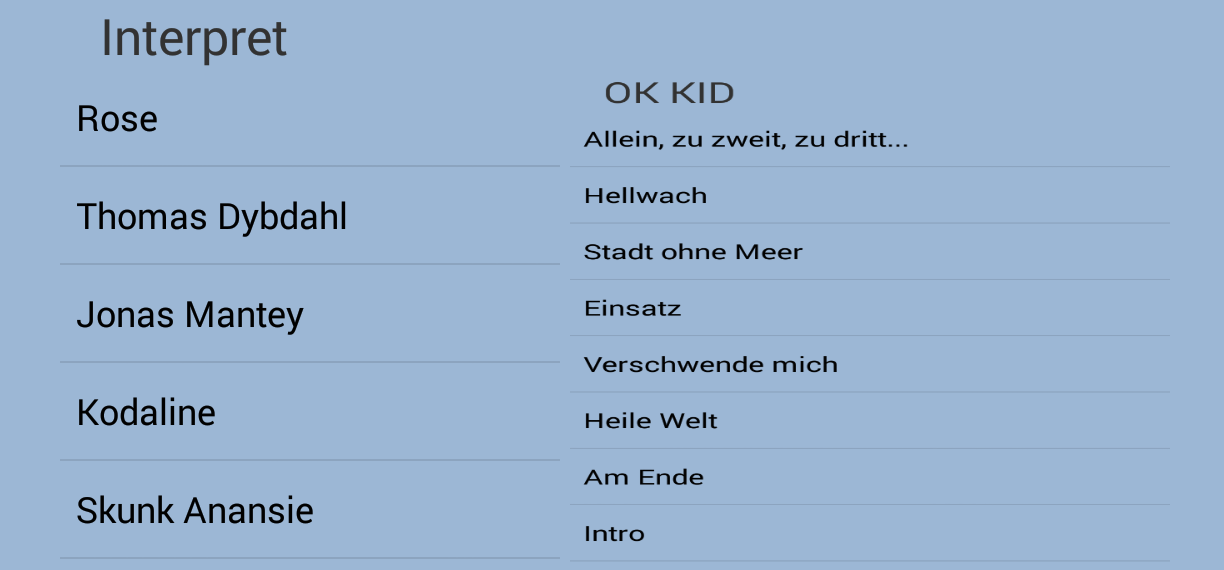 Interpret
Rose
Thomas Dybdahl
Jonas Mantey
Kodaline
Skunk Anansie
OK KID
Allein, zu zweit, zu dritt...
Hellwach
Stadt ohne Meer
Einsatz
Verschwende mich
Heile Welt
Am Ende
Intro